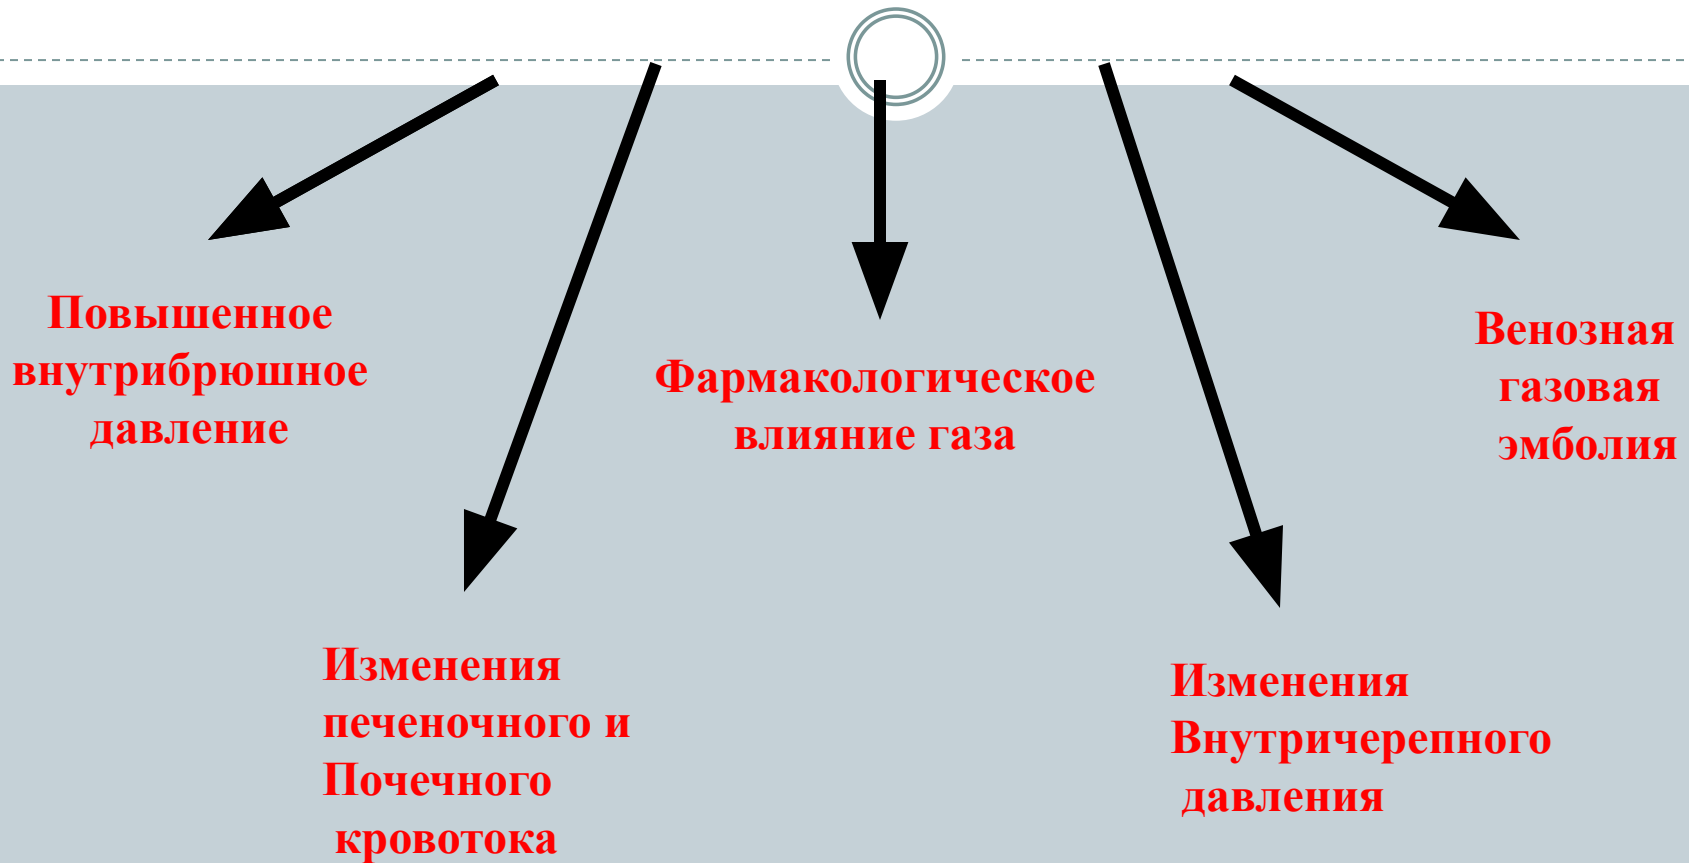 Повышенное
внутрибрюшное
давление
Фармакологическое
влияние газа
Венозная
газовая
эмболия
Изменения
печеночного и
Почечного
кровотока
Изменения
Внутричерепного
давления